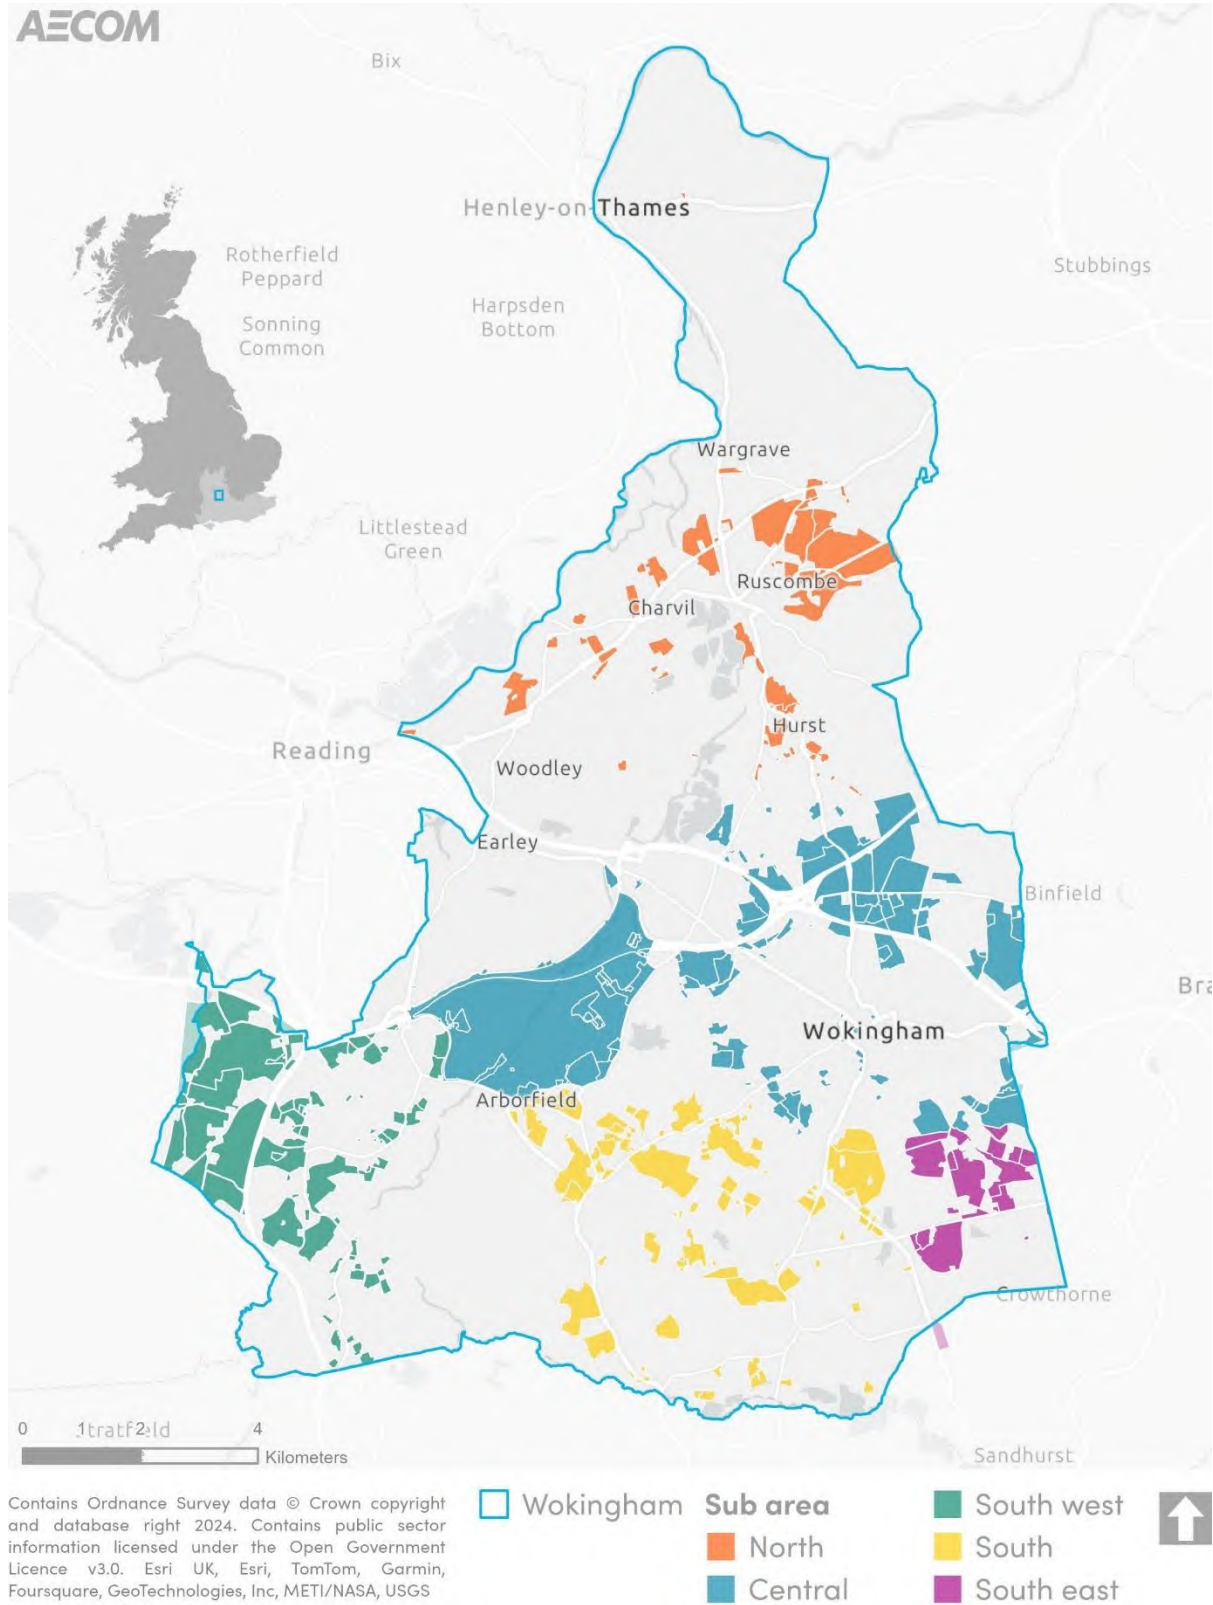 AECOM
Bix
Henley-on-Thames
Rotherfield
Peppard
Stubbings
Harpsden
Bottom
Sonning
Common
Wargrave
Littlestead
Green
Ruscombe
Charvil
Hurst
Reading
Woodley
Earley
Binfield
Bra
Wokingham
Arborfield
Crowthorne
0 1 2 4
Kilometers
Sandhurst
Contains Ordnance Survey data © Crown copyright
and database right 2024. Contains public sector
information licensed under the Open Government
Licence v3.0. Esri UK, Esri, TomTom, Garmin,
Foursquare, GeoTechnologies, Inc, METI/NASA, USGS
Wokingham
Sub area
North
Central
South west
South
South east